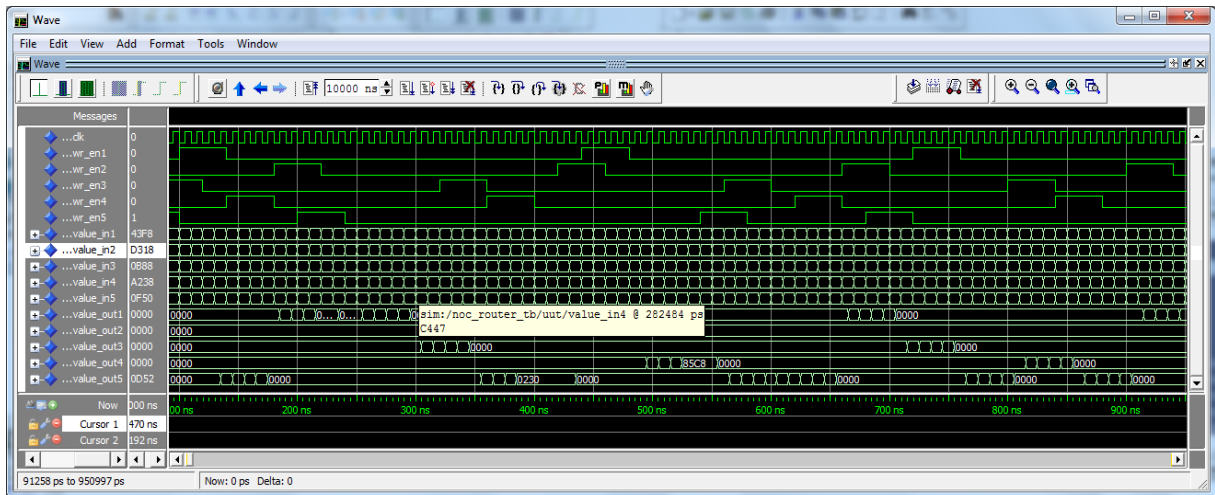 Wave
File Edit View Add Format Tools Window
Wave
10000 ns
Messages
...clk 0
...wr_en1 0
...wr_en2 0
...wr_en3 0
...wr_en4 0
...wr_en5 1
...value_in1 43F8
...value_in2 D318
...value_in3 0B88
...value_in4 A238
...value_in5 0F50
...value_out1 0000 0000 0... 0... 0000
...value_out2 0000 0000
...value_out3 0000 0000 0000 0000
...value_out4 0000 0000 85C8 0000 0000
...value_out5 0D52 0000 0000 0230 0000 0000 0000 0000
sim:/noc_router_tb/uut/value_in4 @ 282484 ps
C447
Now 000 ns 00 ns 200 ns 300 ns 400 ns 500 ns 600 ns 700 ns 800 ns 900 ns
Cursor 1 470 ns
Cursor 2 192 ns
91258 ps to 950997 ps Now: 0 ps Delta: 0